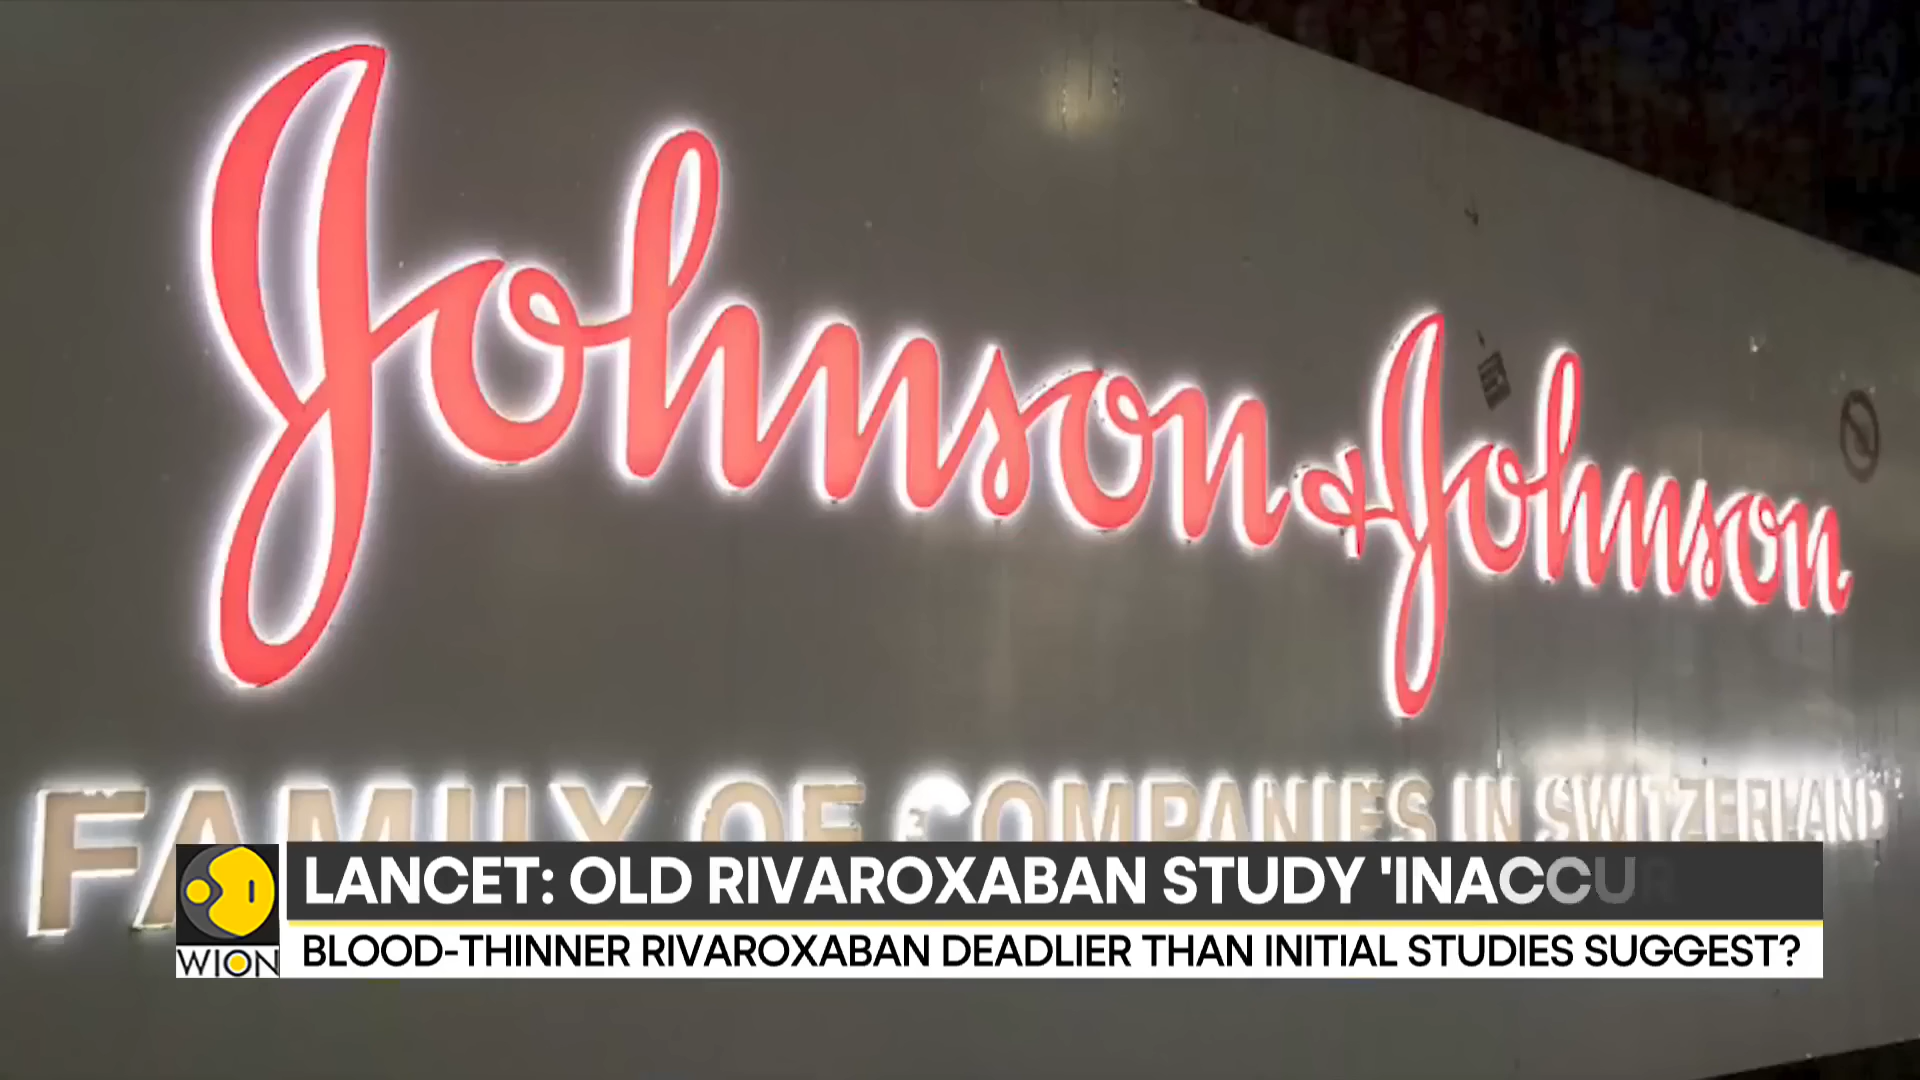 Johnson & Johnson
FAMILY OF COMPANIES IN SWITZERLAND
LANCET: OLD RIVAROXABAN STUDY 'INACCU
BLOOD-THINNER RIVAROXABAN DEADLIER THAN INITIAL STUDIES SUGGEST?
WION